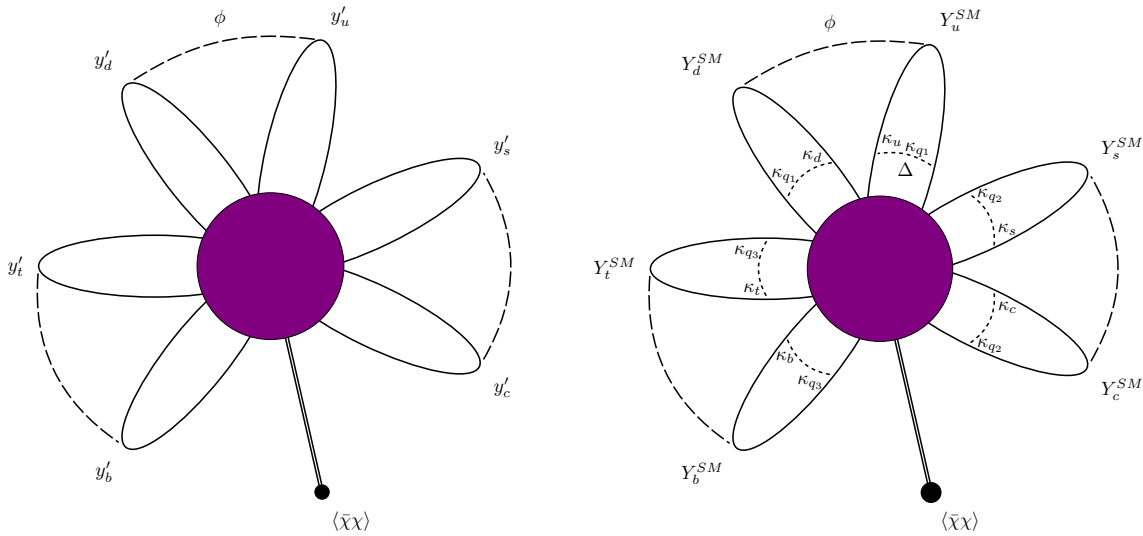 ϕ
y′_u
y′_d
y′_s
y′_t
y′_c
y′_b
⟨χ̄χ⟩
ϕ
Y_u^{SM}
Y_d^{SM}
κ_u κ_{q_1}
Δ
κ_d
κ_{q_1}
Y_s^{SM}
κ_{q_2}
κ_s
κ_{q_3}
Y_t^{SM}
κ_t
κ_c
κ_{q_2}
κ_b
κ_{q_3}
Y_c^{SM}
Y_b^{SM}
⟨χ̄χ⟩